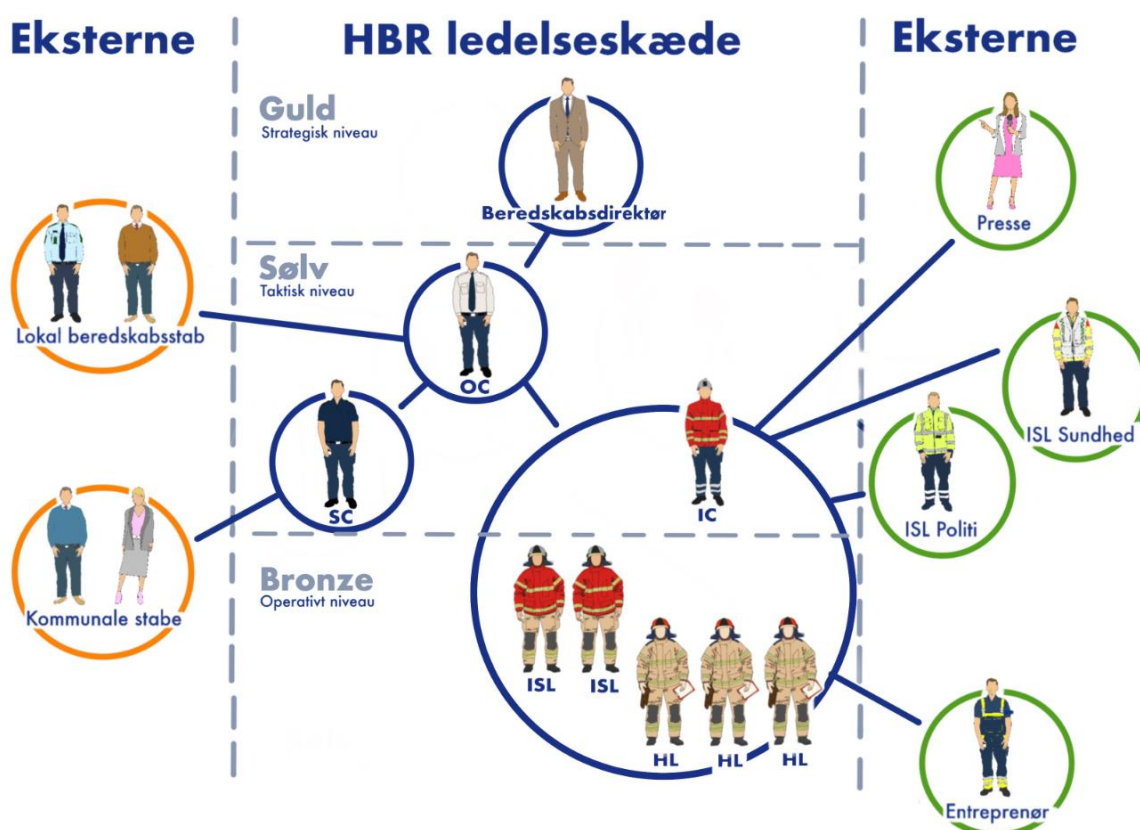 Eksterne
HBR ledelseskæde
Eksterne
Guld
Strategisk niveau
Beredskabsdirektør
Presse
Sølv
Taktisk niveau
Lokal beredskabsstab
OC
ISL Sundhed
SC
IC
ISL Politi
Bronze
Operativt niveau
Kommunale stabe
ISL
ISL
HL
HL
HL
Entreprenør